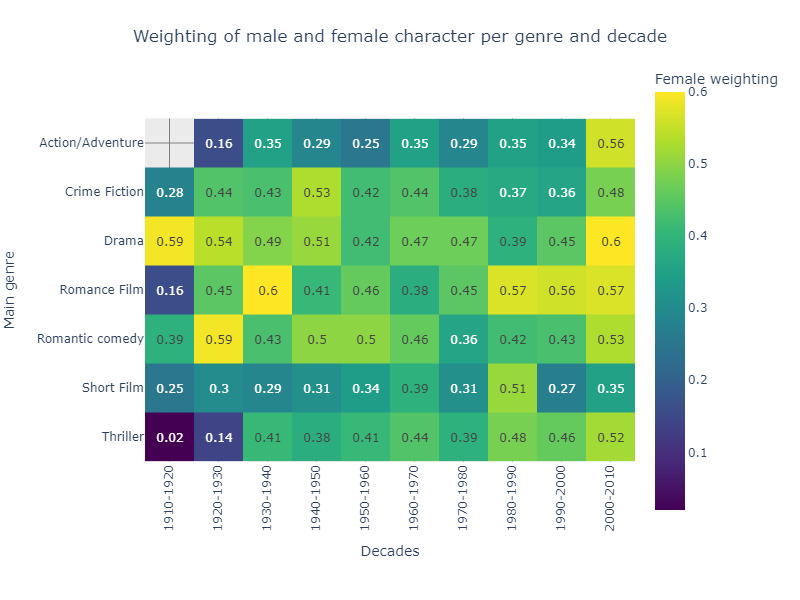 Weighting of male and female character per genre and decade
Female weighting
Main genre
Action/Adventure 0.16 0.35 0.29 0.25 0.35 0.29 0.35 0.34 0.56
Crime Fiction 0.28 0.44 0.43 0.53 0.42 0.44 0.38 0.37 0.36 0.48
Drama 0.59 0.54 0.49 0.51 0.42 0.47 0.47 0.39 0.45 0.6
Romance Film 0.16 0.45 0.6 0.41 0.46 0.38 0.45 0.57 0.56 0.57
Romantic comedy 0.39 0.59 0.43 0.5 0.5 0.46 0.36 0.42 0.43 0.53
Short Film 0.25 0.3 0.29 0.31 0.34 0.39 0.31 0.51 0.27 0.35
Thriller 0.02 0.14 0.41 0.38 0.41 0.44 0.39 0.48 0.46 0.52
1910-1920 1920-1930 1930-1940 1940-1950 1950-1960 1960-1970 1970-1980 1980-1990 1990-2000 2000-2010
Decades
0.6
0.5
0.4
0.3
0.2
0.1